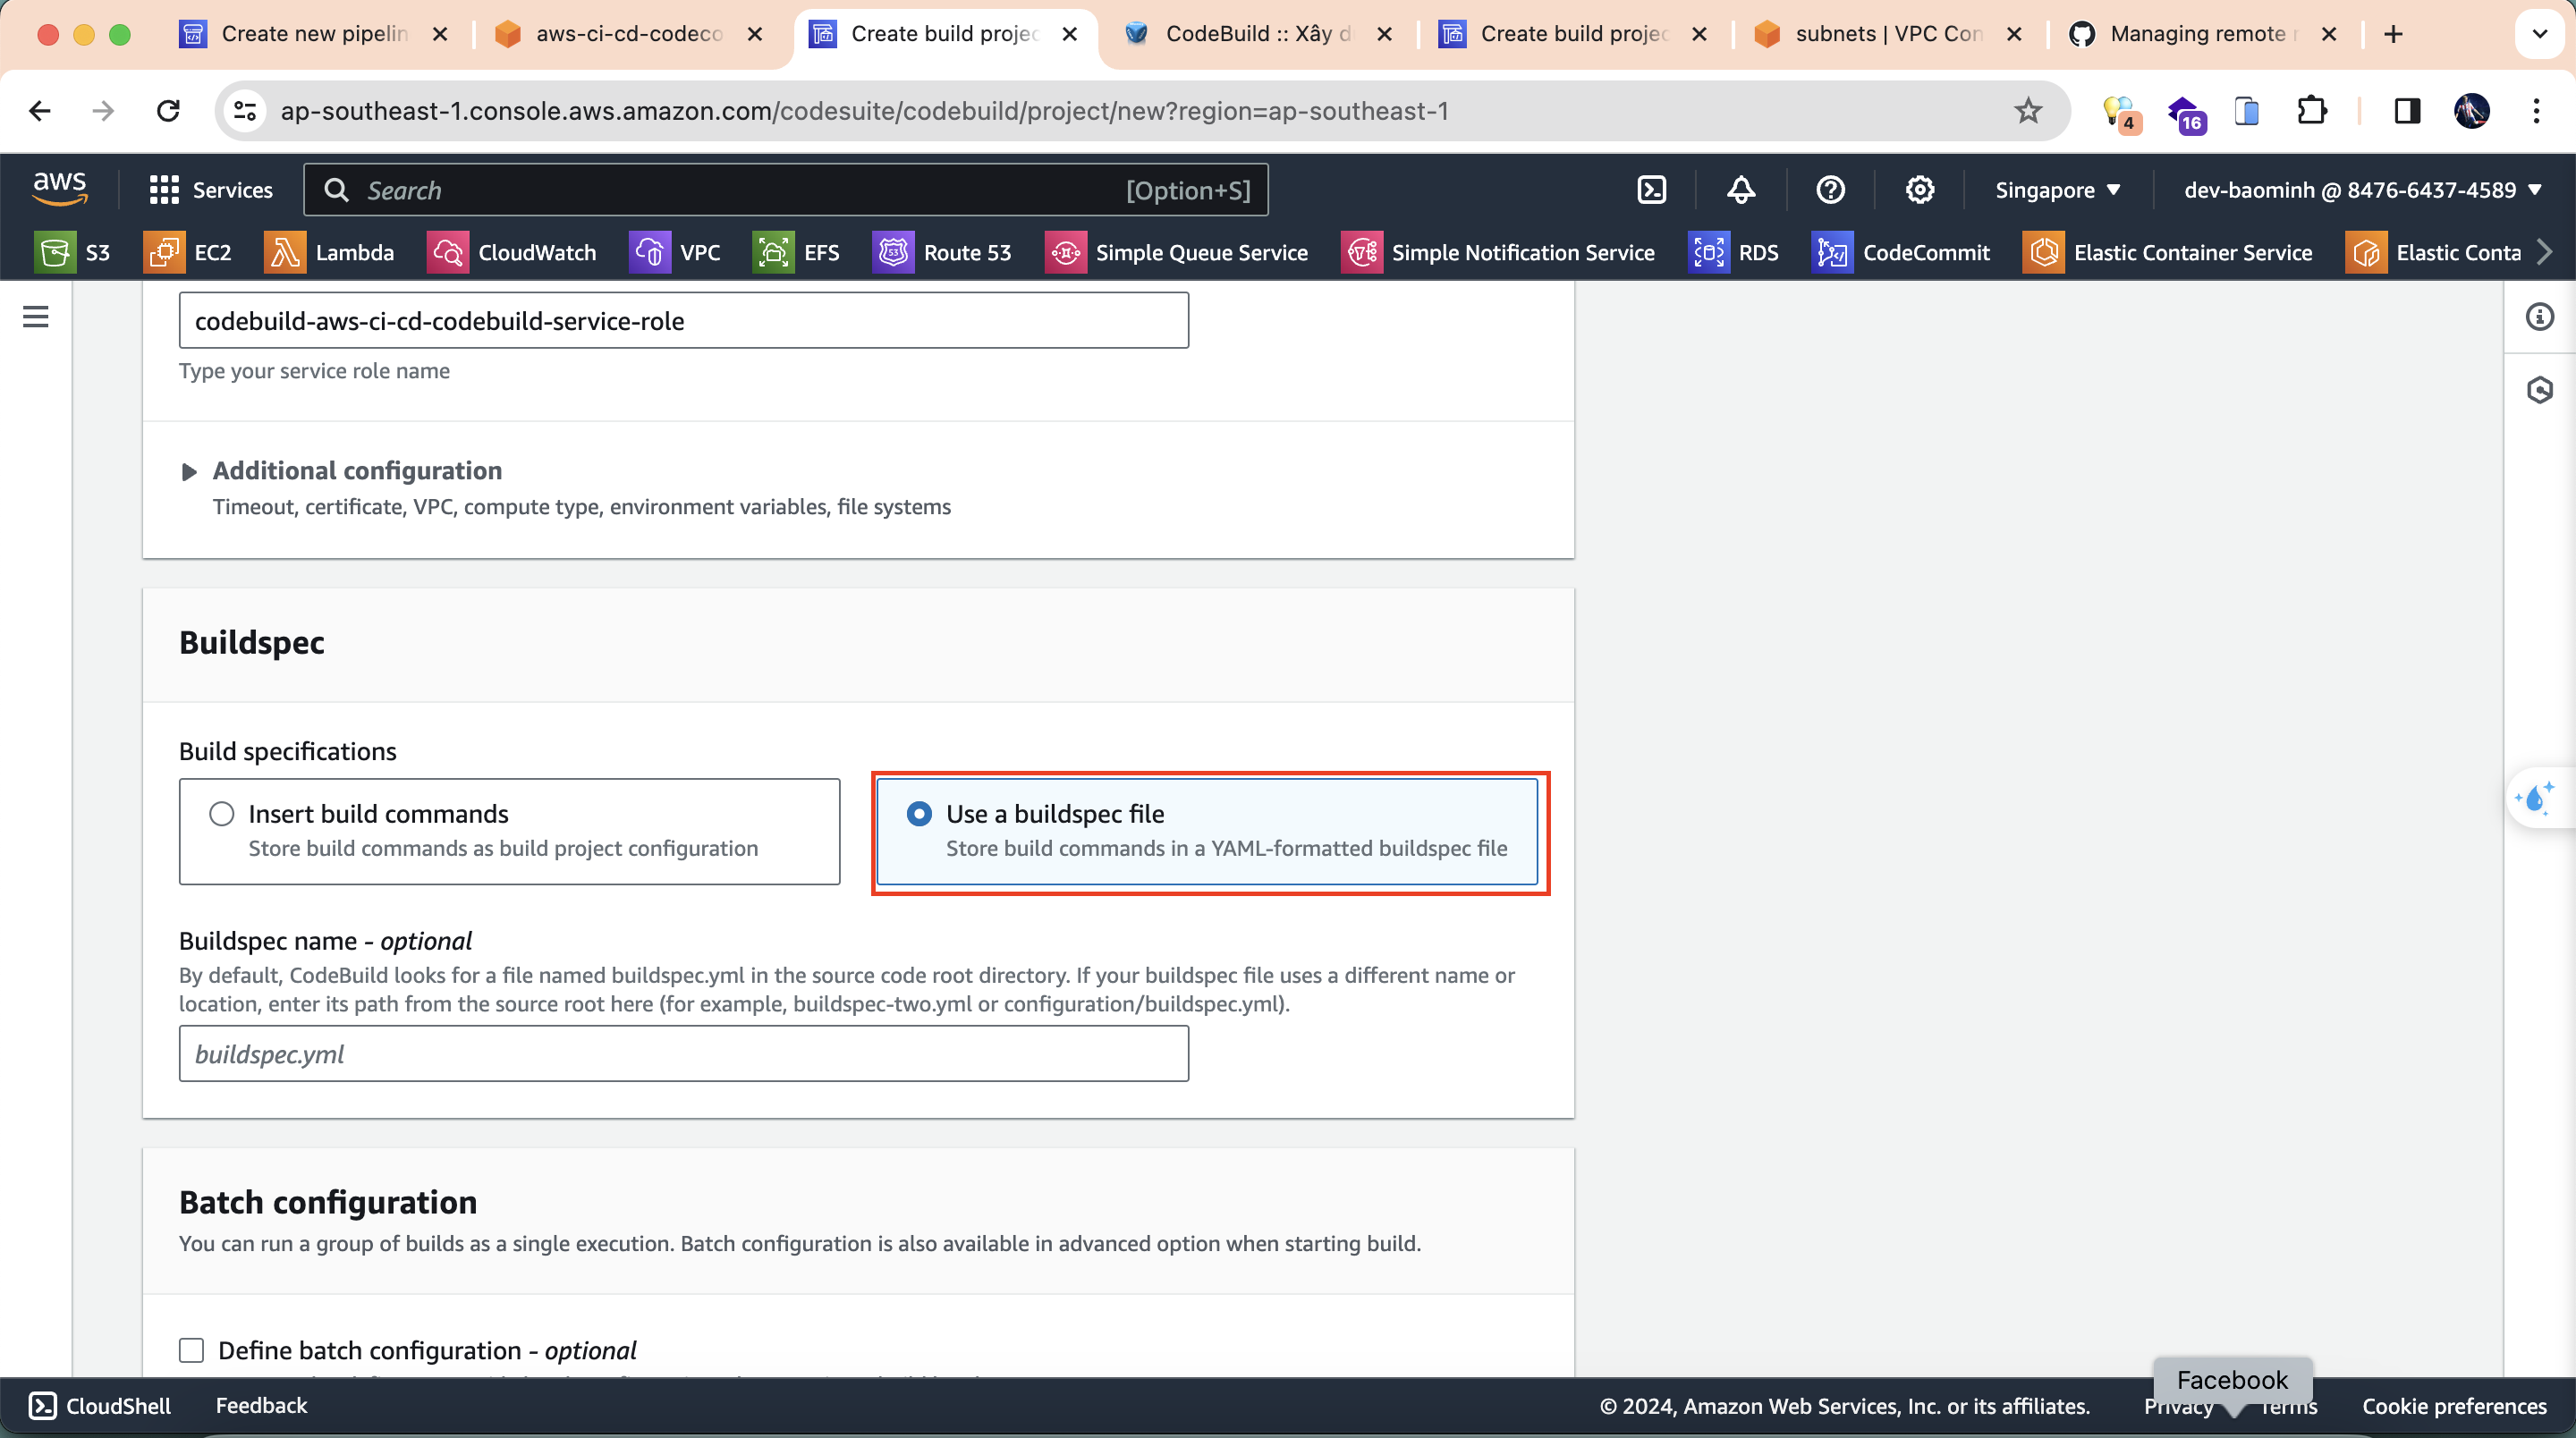 Create new pipelin
aws-ci-cd-codeco
Create build projec
CodeBuild :: Xây d
Create build projec
subnets | VPC Con
Managing remote r
ap-southeast-1.console.aws.amazon.com/codesuite/codebuild/project/new?region=ap-southeast-1
4
16
aws
Services
Search
[Option+S]
Singapore
dev-baominh @ 8476-6437-4589
S3
EC2
Lambda
CloudWatch
VPC
EFS
53
Route 53
Simple Queue Service
Simple Notification Service
RDS
CodeCommit
Elastic Container Service
Elastic Conta
codebuild-aws-ci-cd-codebuild-service-role
Type your service role name
Additional configuration
Timeout, certificate, VPC, compute type, environment variables, file systems
Buildspec
Build specifications
Insert build commands
Store build commands as build project configuration
Use a buildspec file
Store build commands in a YAML-formatted buildspec file
Buildspec name - optional
By default, CodeBuild looks for a file named buildspec.yml in the source code root directory. If your buildspec file uses a different name or
location, enter its path from the source root here (for example, buildspec-two.yml or configuration/buildspec.yml).
buildspec.yml
Batch configuration
You can run a group of builds as a single execution. Batch configuration is also available in advanced option when starting build.
Define batch configuration - optional
Facebook
CloudShell
Feedback
© 2024, Amazon Web Services, Inc. or its affiliates.
Privacy
Terms
Cookie preferences